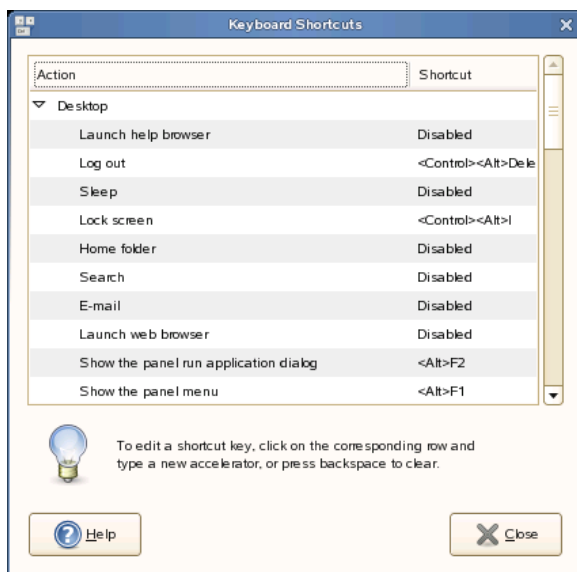 Keyboard Shortcuts
Action Shortcut
Desktop
Launch help browser Disabled
Log out <Control><Alt>Dele
Sleep Disabled
Lock screen <Control><Alt>l
Home folder Disabled
Search Disabled
E-mail Disabled
Launch web browser Disabled
Show the panel run application dialog <Alt>F2
Show the panel menu <Alt>F1
To edit a shortcut key, click on the corresponding row and
type a new accelerator, or press backspace to clear.
Help Close